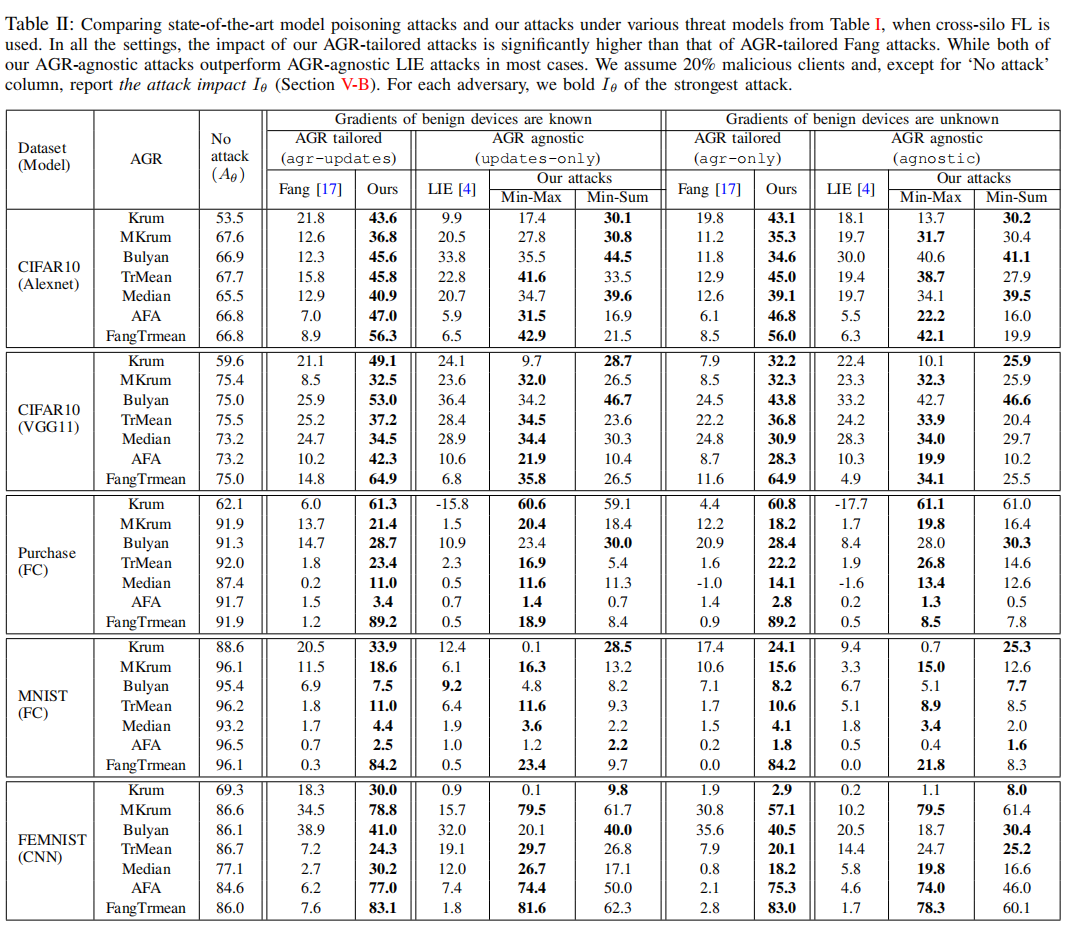 Table II: Comparing state-of-the-art model poisoning attacks and our attacks under various threat models from Table I, when cross-silo FL is
used. In all the settings, the impact of our AGR-tailored attacks is significantly higher than that of AGR-tailored Fang attacks. While both of
our AGR-agnostic attacks outperform AGR-agnostic LIE attacks in most cases. We assume 20% malicious clients and, except for ‘No attack’
column, report the attack impact Iθ (Section V-B). For each adversary, we bold Iθ of the strongest attack.
Dataset (Model) AGR No attack (Aθ) Gradients of benign devices are known Gradients of benign devices are unknown
AGR tailored (agr-updates) AGR agnostic (updates-only) AGR tailored (agr-only) AGR agnostic (agnostic)
Fang [17] Ours LIE [4] Our attacks Fang [17] Ours LIE [4] Our attacks
Min-Max Min-Sum Min-Max Min-Sum
CIFAR10 (Alexnet)
Krum 53.5 21.8 43.6 9.9 17.4 30.1 19.8 43.1 18.1 13.7 30.2
MKrum 67.6 12.6 36.8 20.5 27.8 30.8 11.2 35.3 19.7 31.7 30.4
Bulyan 66.9 12.3 45.6 33.8 35.5 44.5 11.8 34.6 30.0 40.6 41.1
TrMean 67.7 15.8 45.8 22.8 41.6 33.5 12.9 45.0 19.4 38.7 27.9
Median 65.5 12.9 40.9 20.7 34.7 39.6 12.6 39.1 19.7 34.1 39.5
AFA 66.8 7.0 47.0 5.9 31.5 16.9 6.1 46.8 5.5 22.2 16.0
FangTrmean 66.8 8.9 56.3 6.5 42.9 21.5 8.5 56.0 6.3 42.1 19.9
CIFAR10 (VGG11)
Krum 59.6 21.1 49.1 24.1 9.7 28.7 7.9 32.2 22.4 10.1 25.9
MKrum 75.4 8.5 32.5 23.6 32.0 26.5 8.5 32.3 23.3 32.3 25.9
Bulyan 75.0 25.9 53.0 36.4 34.2 46.7 24.5 43.8 33.2 42.7 46.6
TrMean 75.5 25.2 37.2 28.4 34.5 23.6 22.2 36.8 24.2 33.9 20.4
Median 73.2 24.7 34.5 28.9 34.4 30.3 24.8 30.9 28.3 34.0 29.7
AFA 73.2 10.2 42.3 10.6 21.9 10.4 8.7 28.3 10.3 19.9 10.2
FangTrmean 75.0 14.8 64.9 6.8 35.8 26.5 11.6 64.9 4.9 34.1 25.5
Purchase (FC)
Krum 62.1 6.0 61.3 -15.8 60.6 59.1 4.4 60.8 -17.7 61.1 61.0
MKrum 91.9 13.7 21.4 1.5 20.4 18.4 12.2 18.2 1.7 19.8 16.4
Bulyan 91.3 14.7 28.7 10.9 23.4 30.0 20.9 28.4 8.4 28.0 30.3
TrMean 92.0 1.8 23.4 2.3 16.9 5.4 1.6 22.2 1.9 26.8 14.6
Median 87.4 0.2 11.0 0.5 11.6 11.3 -1.0 14.1 -1.6 13.4 12.6
AFA 91.7 1.5 3.4 0.7 1.4 0.7 1.4 2.8 0.2 1.3 0.5
FangTrmean 91.9 1.2 89.2 0.5 18.9 8.4 0.9 89.2 0.5 8.5 7.8
MNIST (FC)
Krum 88.6 20.5 33.9 12.4 0.1 28.5 17.4 24.1 9.4 0.7 25.3
MKrum 96.1 11.5 18.6 6.1 16.3 13.2 10.6 15.6 3.3 15.0 12.6
Bulyan 95.4 6.9 7.5 9.2 4.8 8.2 7.1 8.2 6.7 5.1 7.7
TrMean 96.2 1.8 11.0 6.4 11.6 9.3 1.7 10.6 5.1 8.9 8.5
Median 93.2 1.7 4.4 1.9 3.6 2.2 1.5 4.1 1.8 3.4 2.0
AFA 96.5 0.7 2.5 1.0 1.2 2.2 0.2 1.8 0.5 0.4 1.6
FangTrmean 96.1 0.3 84.2 0.5 23.4 9.7 0.0 84.2 0.0 21.8 8.3
FEMNIST (CNN)
Krum 69.3 18.3 30.0 0.9 0.1 9.8 1.9 2.9 0.2 1.1 8.0
MKrum 86.6 34.5 78.8 15.7 79.5 61.7 30.8 57.1 10.2 79.5 61.4
Bulyan 86.1 38.9 41.0 32.0 20.1 40.0 35.6 40.5 20.5 18.7 30.4
TrMean 86.7 7.2 24.3 19.1 29.7 26.8 7.9 20.1 14.4 24.7 25.2
Median 77.1 2.7 30.2 12.0 26.7 17.1 0.8 18.2 5.8 19.8 16.6
AFA 84.6 6.2 77.0 7.4 74.4 50.0 2.1 75.3 4.6 74.0 46.0
FangTrmean 86.0 7.6 83.1 1.8 81.6 62.3 2.8 83.0 1.7 78.3 60.1